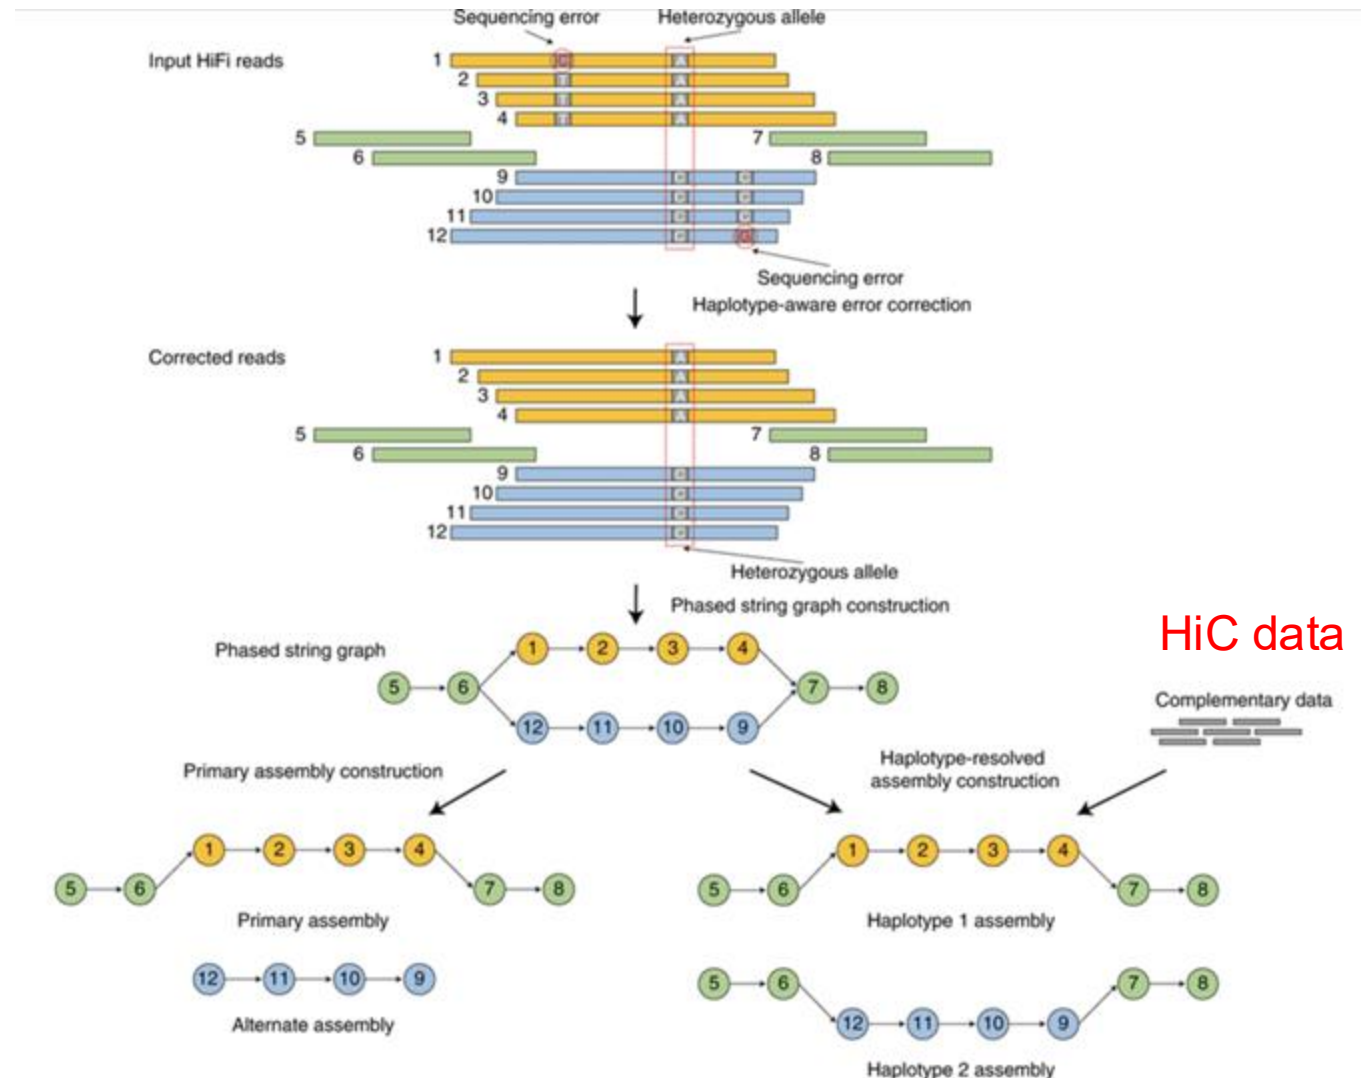 Sequencing error
Heterozygous allele
Input HiFi reads
1 A
2 T A
3 T A
4 T A
5
7
6
8
9
10
11
12
Sequencing error
Haplotype-aware error correction
Corrected reads
1 A
2 A
3 A
4 A
5
7
6
8
9
10
11
12
Heterozygous allele
Phased string graph construction
Phased string graph
1 2 3 4
5 6 7 8
12 11 10 9
HiC data
Complementary data
Primary assembly construction
Haplotype-resolved
assembly construction
1 2 3 4
5 6 7 8
Primary assembly
12 11 10 9
Alternate assembly
1 2 3 4
5 6 7 8
Haplotype 1 assembly
5 6 7 8
12 11 10 9
Haplotype 2 assembly